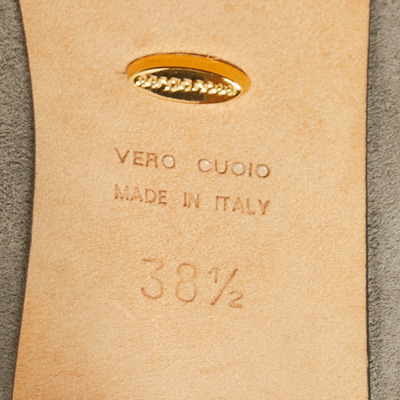 VERO CUOIO
MADE IN ITALY
38½